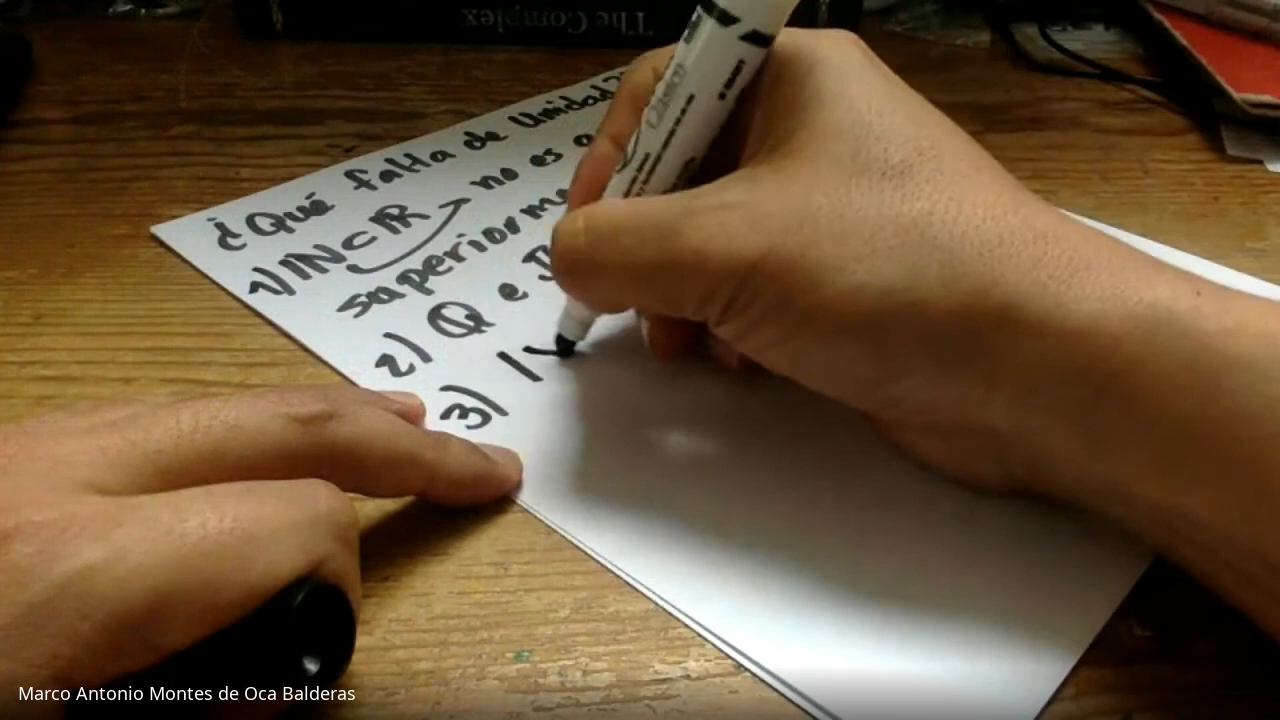 The Complex
¿Qué falta de Unidad?
1) IN⊂IR no es a
superiorme
2) Q e I
3)
Marco Antonio Montes de Oca Balderas